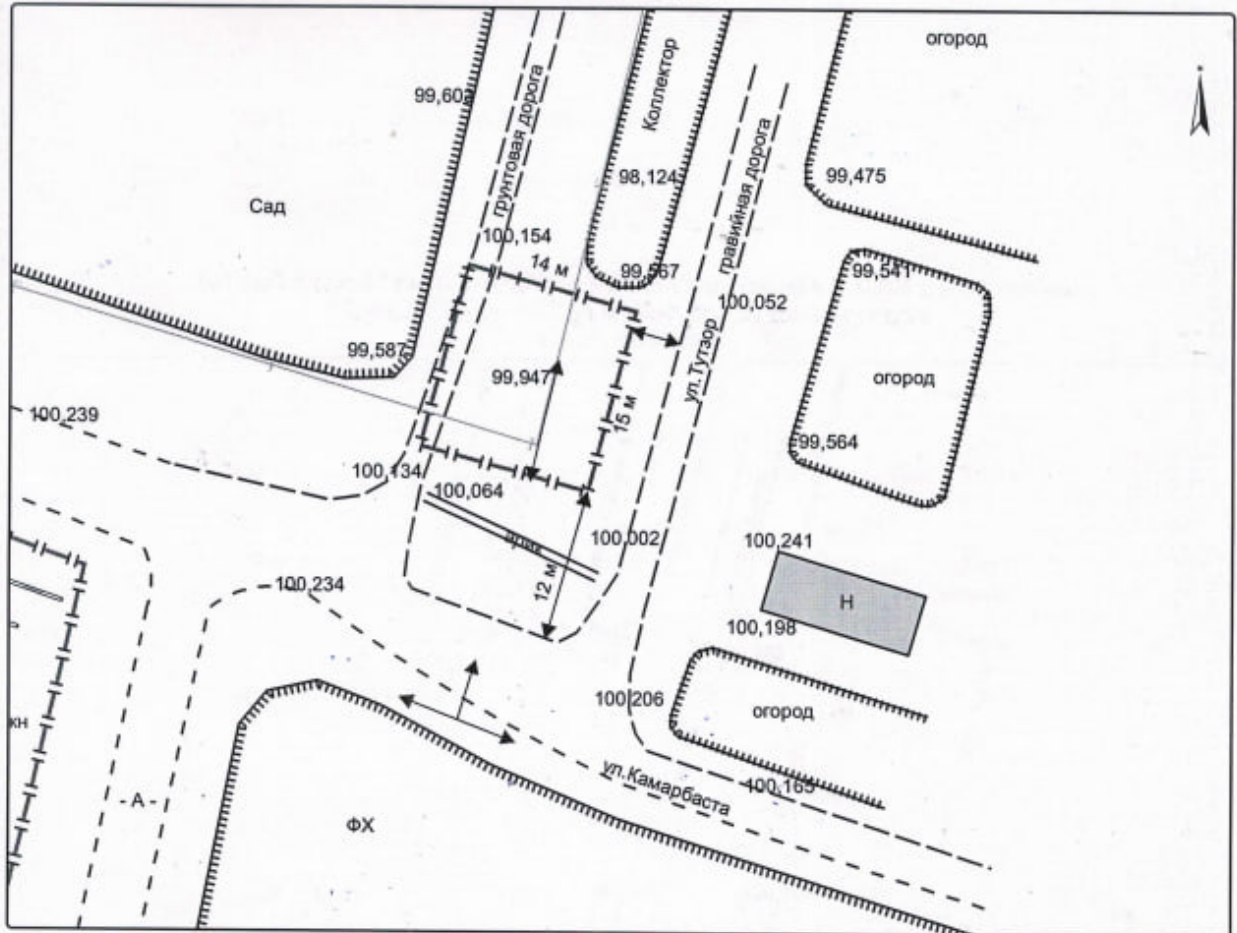 огород
99,602
грунтовая дорога
Коллектор
98,124
гравийная дорога
99,475
Сад
100,154
14 м
99,567
99,541
100,052
99,587
99,947
ул.Тутзор
огород
15 м
100,239
99,564
100,134
100,064
100,002
100,241
12 м
100,234
Н
100,198
100,206
огород
кн
ул.Камарбаста
100,165
- А -
ФХ